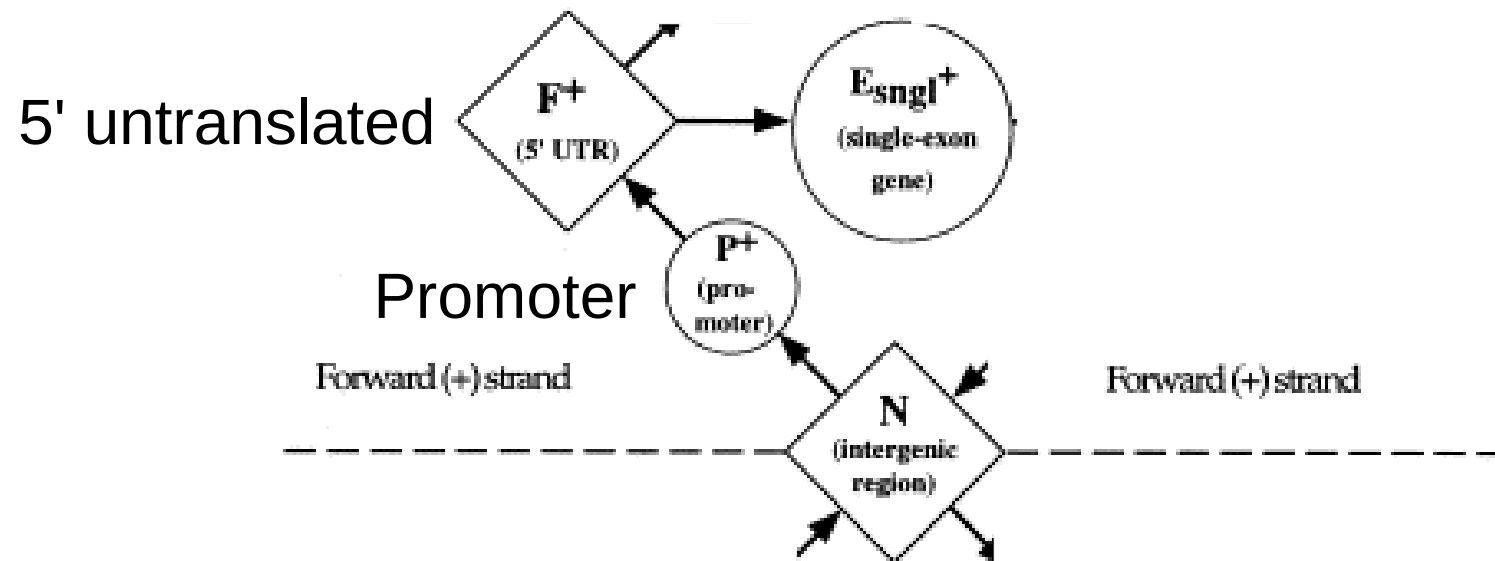 5' untranslated
F+
(5' UTR)
Esngl+
(single-exon
gene)
Promoter
P+
(pro-
moter)
Forward (+) strand
Forward (+) strand
N
(intergenic
region)